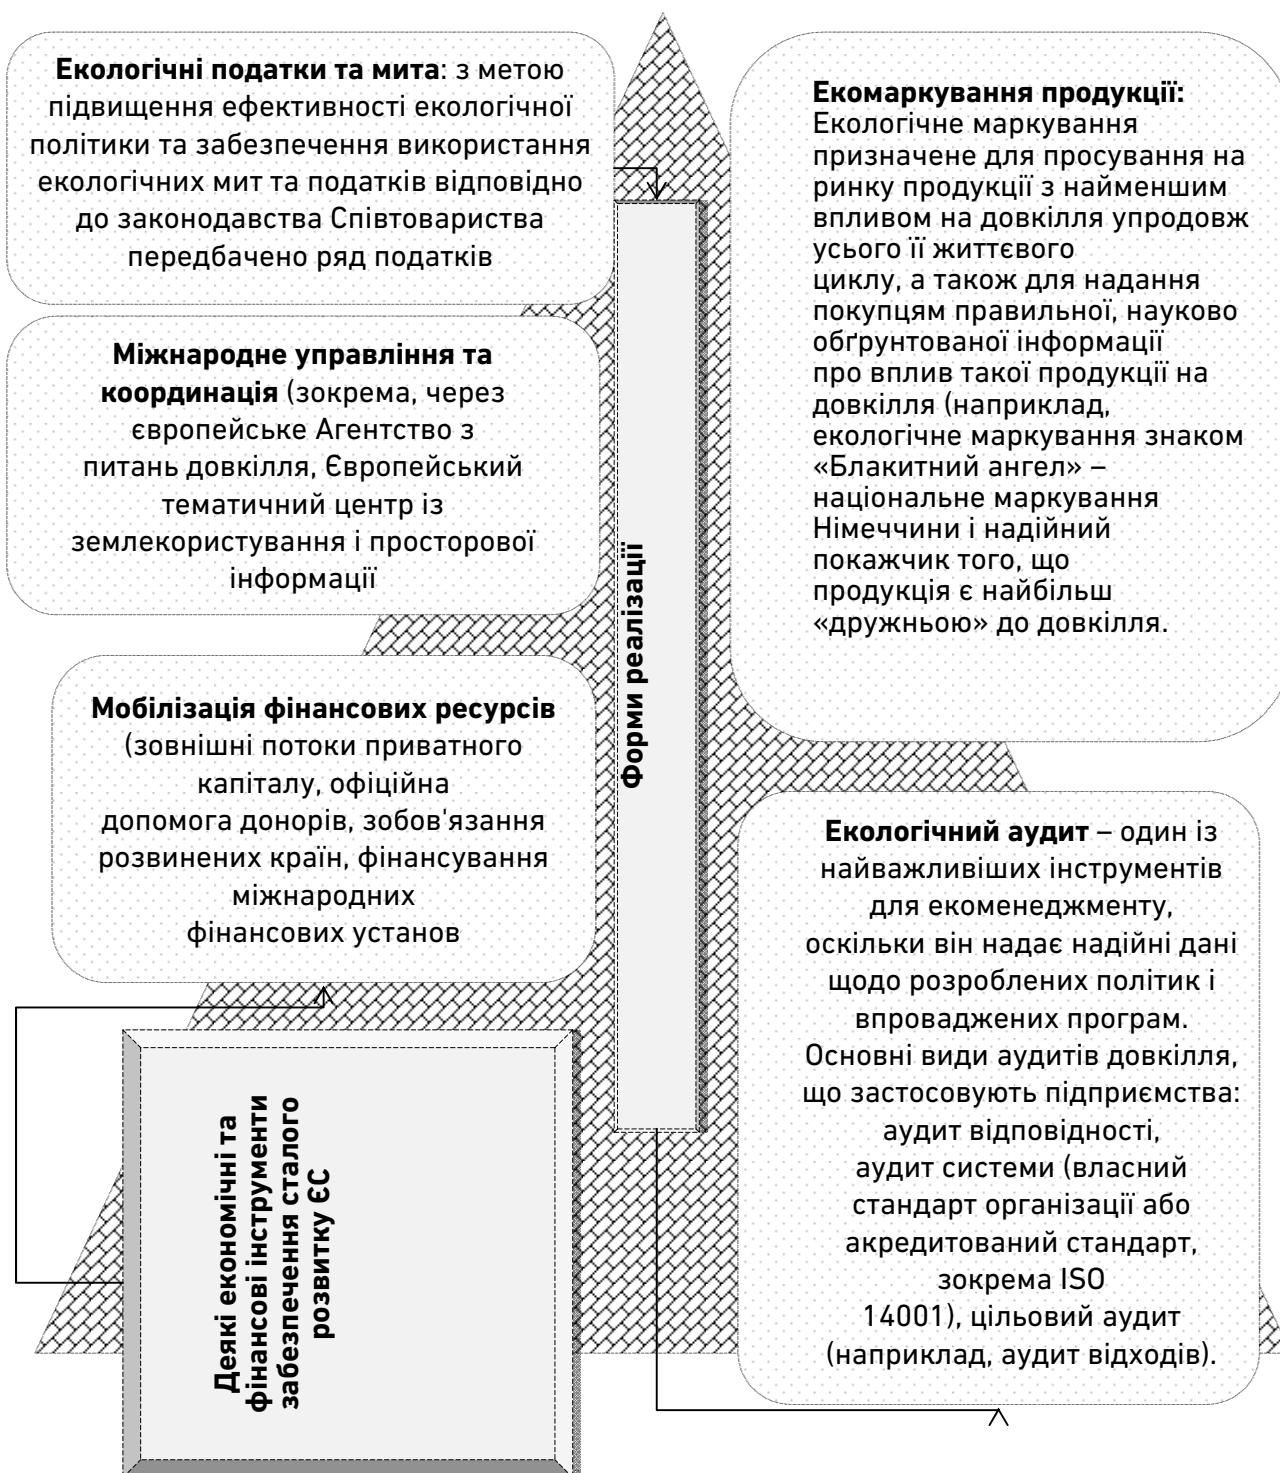 Екологічні податки та мита: з метою
підвищення ефективності екологічної
політики та забезпечення використання
екологічних мит та податків відповідно
до законодавства Співтовариства
передбачено ряд податків
Міжнародне управління та
координація (зокрема, через
європейське Агентство з
питань довкілля, Європейський
тематичний центр із
землекористування і просторової
інформації
Мобілізація фінансових ресурсів
(зовнішні потоки приватного
капіталу, офіційна
допомога донорів, зобов'язання
розвинених країн, фінансування
міжнародних
фінансових установ
Деякі економічні та
фінансові інструменти
забезпечення сталого
розвитку ЄС
Форми реалізації
Екомаркування продукції:
Екологічне маркування
призначене для просування на
ринку продукції з найменшим
впливом на довкілля упродовж
усього її життєвого
циклу, а також для надання
покупцям правильної, науково
обґрунтованої інформації
про вплив такої продукції на
довкілля (наприклад,
екологічне маркування знаком
«Блакитний ангел» –
національне маркування
Німеччини і надійний
покажчик того, що
продукція є найбільш
«дружньою» до довкілля.
Екологічний аудит – один із
найважливіших інструментів
для екоменеджменту,
оскільки він надає надійні дані
щодо розроблених політик і
впроваджених програм.
Основні види аудитів довкілля,
що застосовують підприємства:
аудит відповідності,
аудит системи (власний
стандарт організації або
акредитований стандарт,
зокрема ISO
14001), цільовий аудит
(наприклад, аудит відходів).